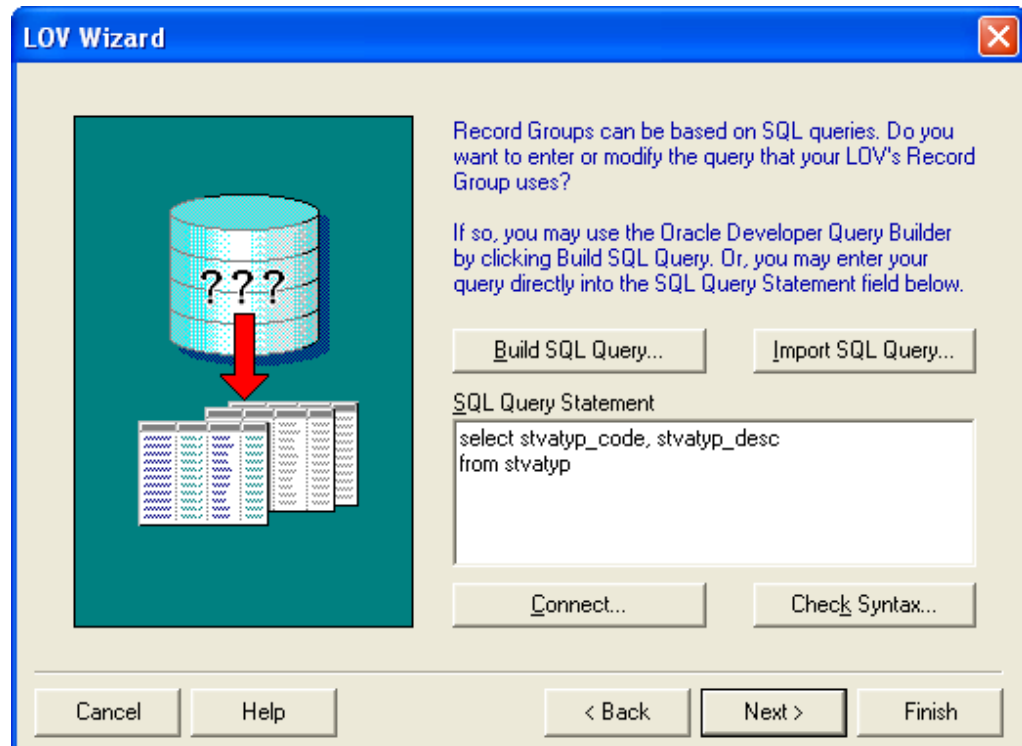 LOV Wizard
Record Groups can be based on SQL queries. Do you
want to enter or modify the query that your LOV's Record
Group uses?
If so, you may use the Oracle Developer Query Builder
by clicking Build SQL Query. Or, you may enter your
query directly into the SQL Query Statement field below.
???
Build SQL Query...
Import SQL Query...
SQL Query Statement
select stvatyp_code, stvatyp_desc
from stvatyp
Connect...
Check Syntax...
Cancel
Help
< Back
Next >
Finish